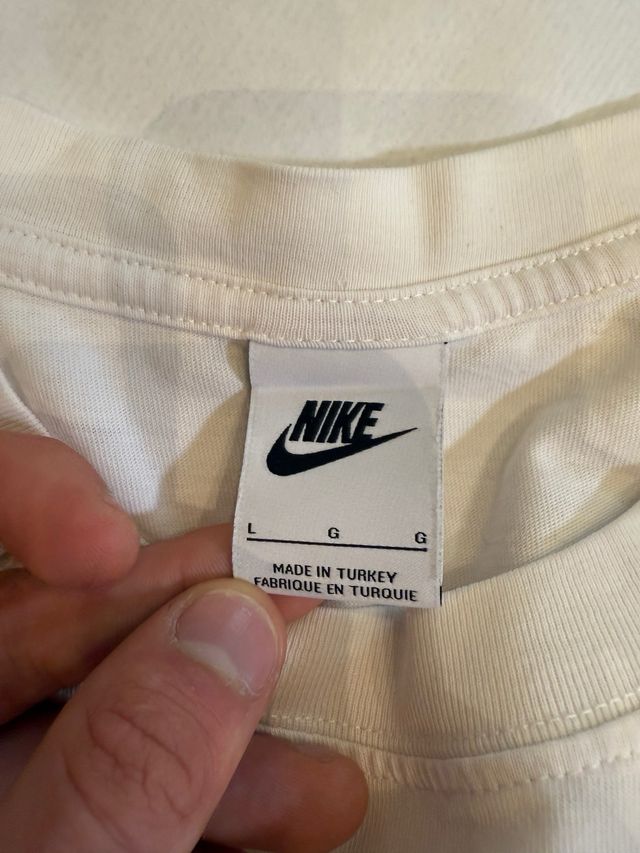 NIKE
L G G
MADE IN TURKEY
FABRIQUE EN TURQUIE